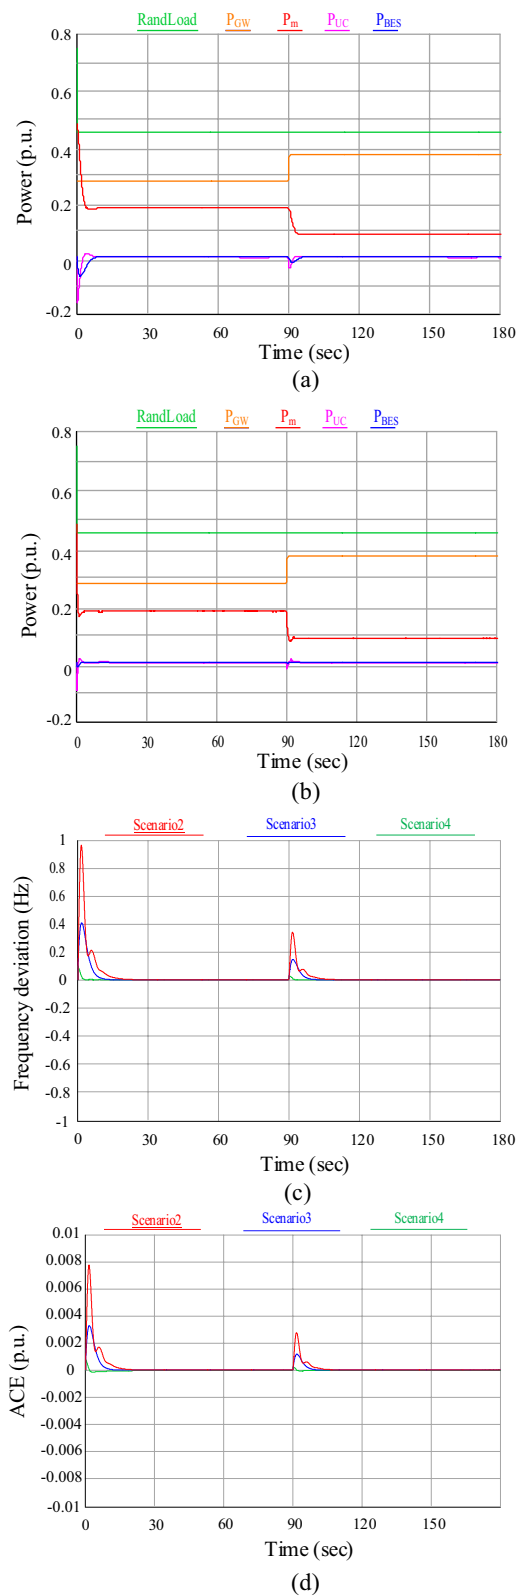 RandLoad P_GW P_m P_UC P_BES
0.8
0.6
0.4
0.2
0
-0.2
Power (p.u.)
0 30 60 90 120 150 180
Time (sec)
(a)
RandLoad P_GW P_m P_UC P_BES
0.8
0.6
0.4
0.2
0
-0.2
Power (p.u.)
0 30 60 90 120 150 180
Time (sec)
(b)
Scenario2 Scenario3 Scenario4
1
0.8
0.6
0.4
0.2
0
-0.2
-0.4
-0.6
-0.8
-1
Frequency deviation (Hz)
0 30 60 90 120 150 180
Time (sec)
(c)
Scenario2 Scenario3 Scenario4
0.01
0.008
0.006
0.004
0.002
0
-0.002
-0.004
-0.006
-0.008
-0.01
ACE (p.u.)
0 30 60 90 120 150
Time (sec)
(d)